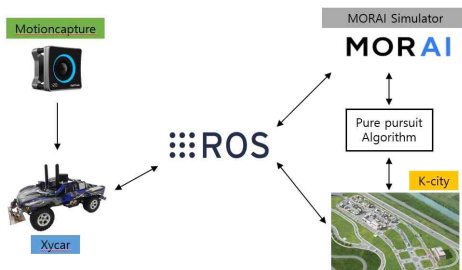 Motioncapture
MORAI Simulator
MORAI
Pure pursuit
Algorithm
ROS
K-city
Xycar